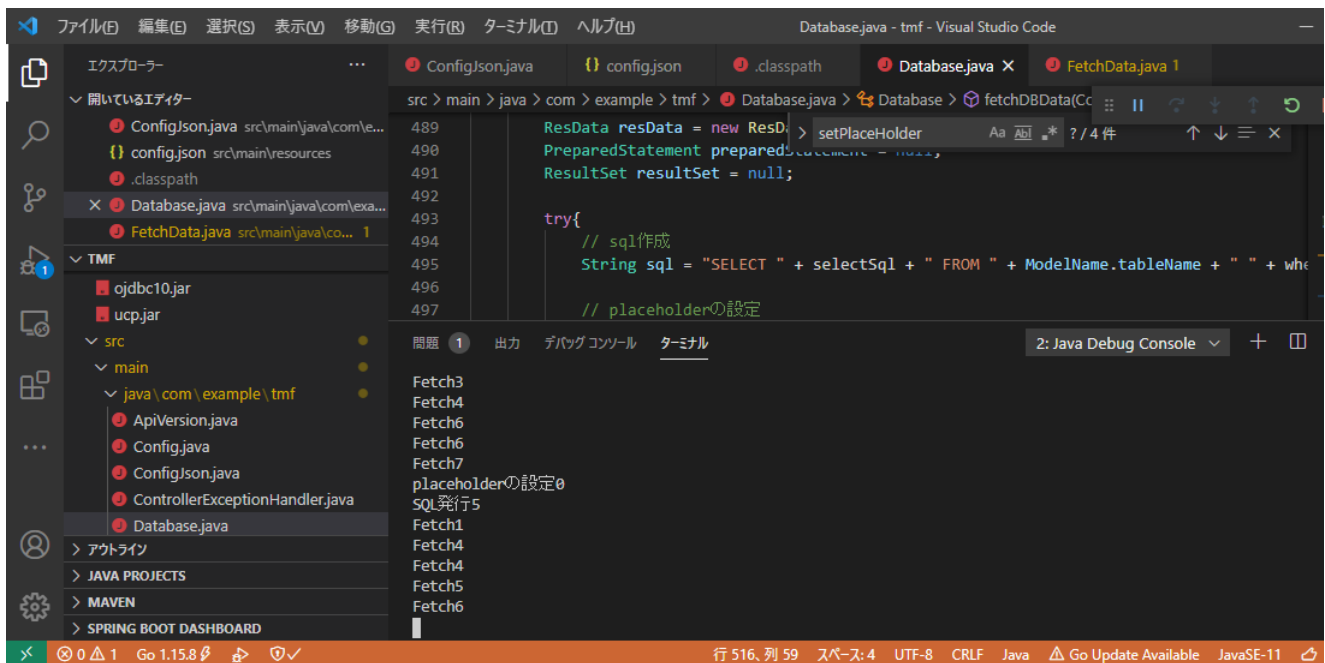 ファイル(F) 編集(E) 選択(S) 表示(V) 移動(G) 実行(R) ターミナル(T) ヘルプ(H) Database.java - tmf - Visual Studio Code
エクスプローラー ···
開いているエディター
ConfigJson.java src\main\java\com\e...
{} config.json src\main\resources
.classpath
Database.java src\main\java\com\exa...
FetchData.java src\main\java\co... 1
TMF
ojdbc10.jar
ucp.jar
src
main
java\com\example\tmf
ApiVersion.java
Config.java
ConfigJson.java
ControllerExceptionHandler.java
Database.java
アウトライン
JAVA PROJECTS
MAVEN
SPRING BOOT DASHBOARD
1
ConfigJson.java {} config.json .classpath Database.java FetchData.java 1
src > main > java > com > example > tmf > Database.java > Database > fetchDBData(Cc
setPlaceHolder Aa Abl .* ? / 4 件
489 ResData resData = new ResDa
490 PreparedStatement preparedStatement = null;
491 ResultSet resultSet = null;
492
493 try{
494 // sql作成
495 String sql = "SELECT " + selectSql + " FROM " + ModelName.tableName + " " + whe
496
497 // placeholderの設定
問題 1 出力 デバッグ コンソール ターミナル 2: Java Debug Console
Fetch3
Fetch4
Fetch6
Fetch6
Fetch7
placeholderの設定0
SQL発行5
Fetch1
Fetch4
Fetch4
Fetch5
Fetch6
0 1 Go 1.15.8 行 516、列 59 スペース: 4 UTF-8 CRLF Java Go Update Available JavaSE-11